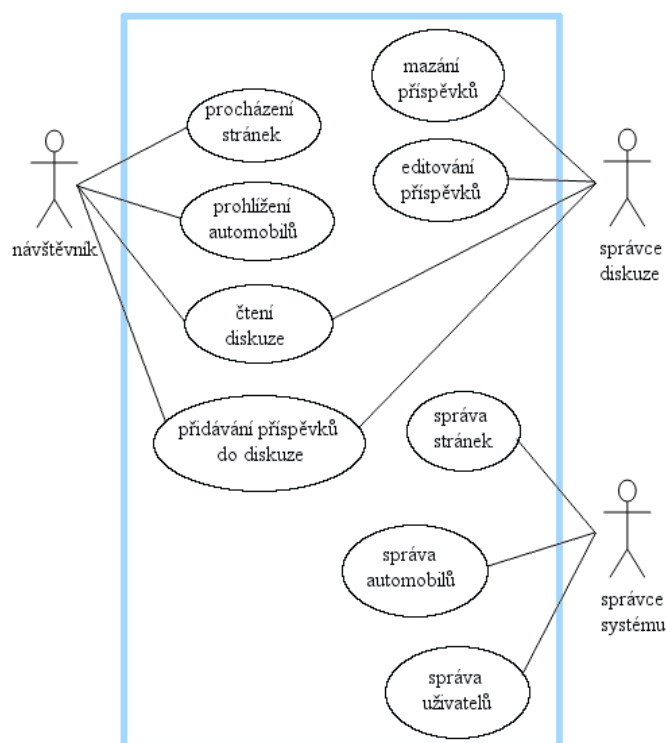 mazání
příspěvků
procházení
stránek
editování
příspěvků
prohlížení
automobilů
návštěvník
správce
diskuze
čtení
diskuze
přidávání příspěvků
do diskuze
správa
stránek
správa
automobilů
správce
systému
správa
uživatelů